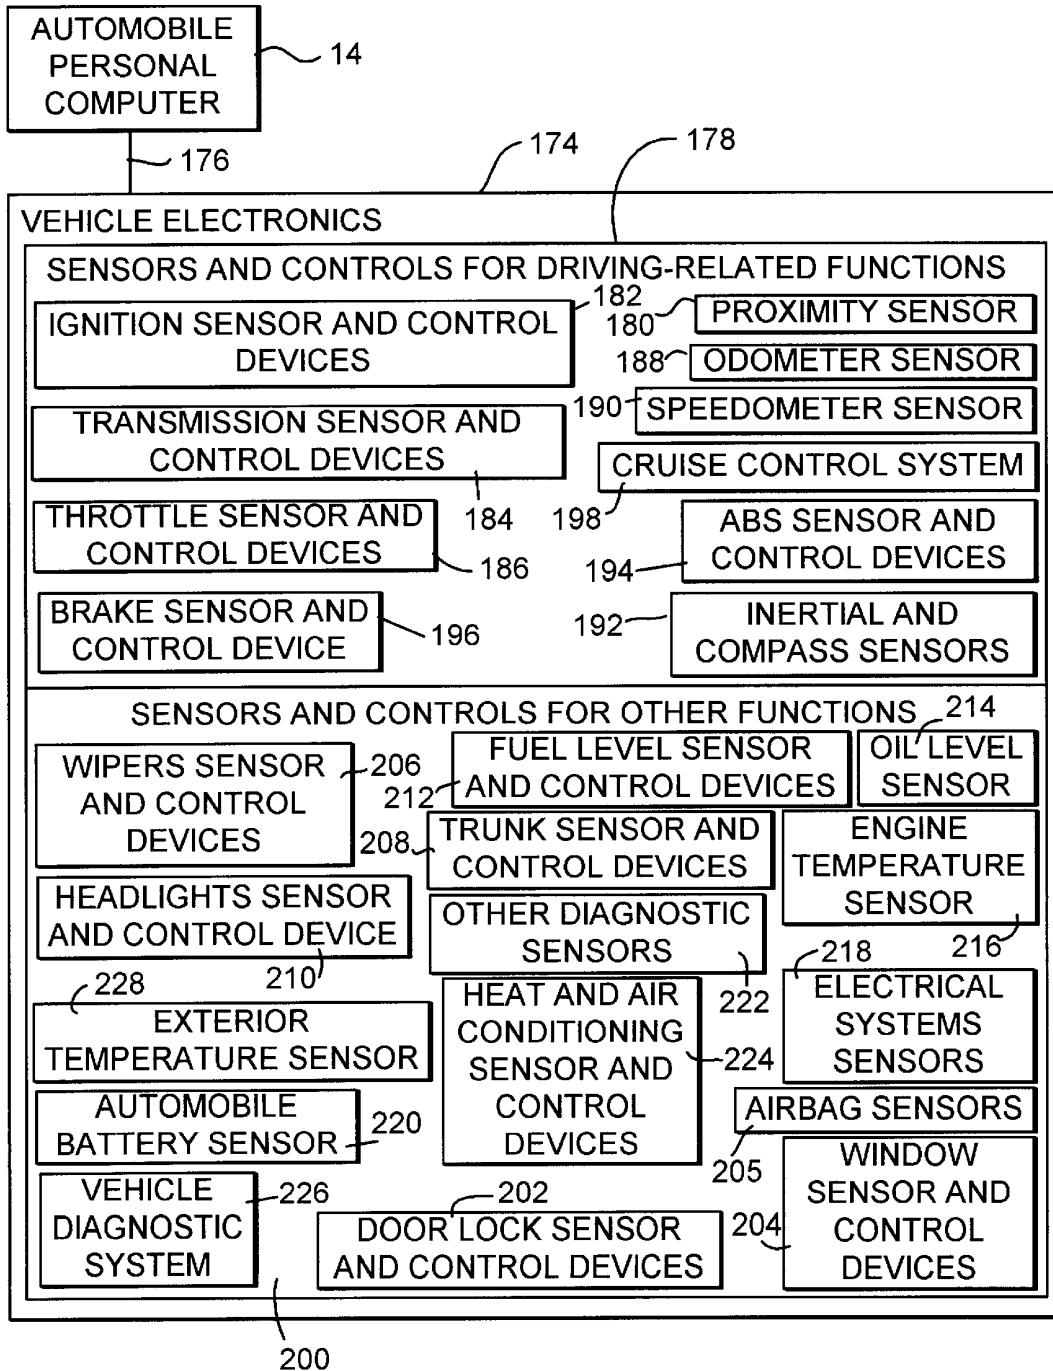 AUTOMOBILE
PERSONAL
COMPUTER
14
176
174
178
VEHICLE ELECTRONICS
SENSORS AND CONTROLS FOR DRIVING-RELATED FUNCTIONS
IGNITION SENSOR AND CONTROL
DEVICES
182
180
PROXIMITY SENSOR
188
ODOMETER SENSOR
190
SPEEDOMETER SENSOR
TRANSMISSION SENSOR AND
CONTROL DEVICES
184
CRUISE CONTROL SYSTEM
198
THROTTLE SENSOR AND
CONTROL DEVICES
186
ABS SENSOR AND
CONTROL DEVICES
194
BRAKE SENSOR AND
CONTROL DEVICE
196
192
INERTIAL AND
COMPASS SENSORS
SENSORS AND CONTROLS FOR OTHER FUNCTIONS
214
WIPERS SENSOR
AND CONTROL
DEVICES
206
FUEL LEVEL SENSOR
AND CONTROL DEVICES
212
OIL LEVEL
SENSOR
208
TRUNK SENSOR AND
CONTROL DEVICES
ENGINE
TEMPERATURE
SENSOR
216
HEADLIGHTS SENSOR
AND CONTROL DEVICE
210
OTHER DIAGNOSTIC
SENSORS
222
218
ELECTRICAL
SYSTEMS
SENSORS
228
EXTERIOR
TEMPERATURE SENSOR
HEAT AND AIR
CONDITIONING
SENSOR AND
CONTROL
DEVICES
224
AUTOMOBILE
BATTERY SENSOR
220
AIRBAG SENSORS
205
VEHICLE
DIAGNOSTIC
SYSTEM
226
202
DOOR LOCK SENSOR
AND CONTROL DEVICES
204
WINDOW
SENSOR AND
CONTROL
DEVICES
200